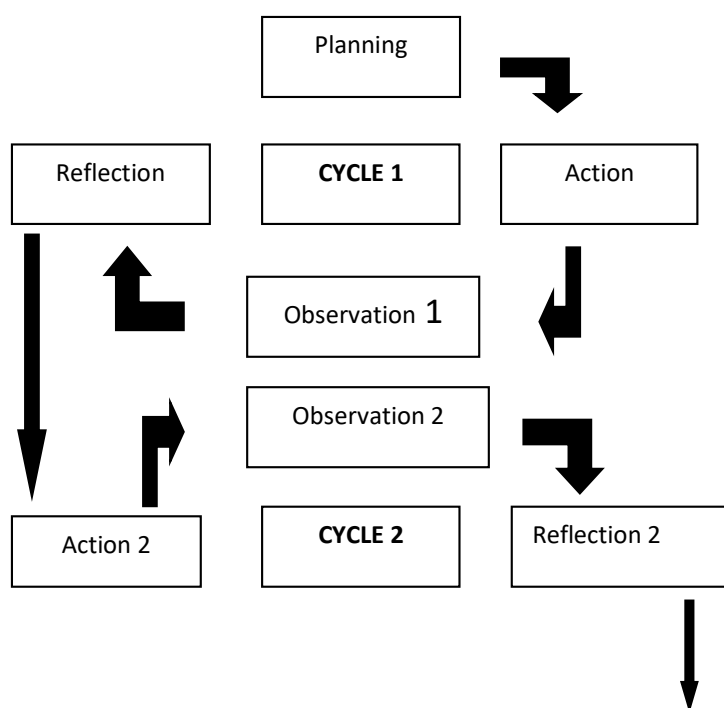 Planning
Reflection
CYCLE 1
Action
Observation 1
Observation 2
Action 2
CYCLE 2
Reflection 2